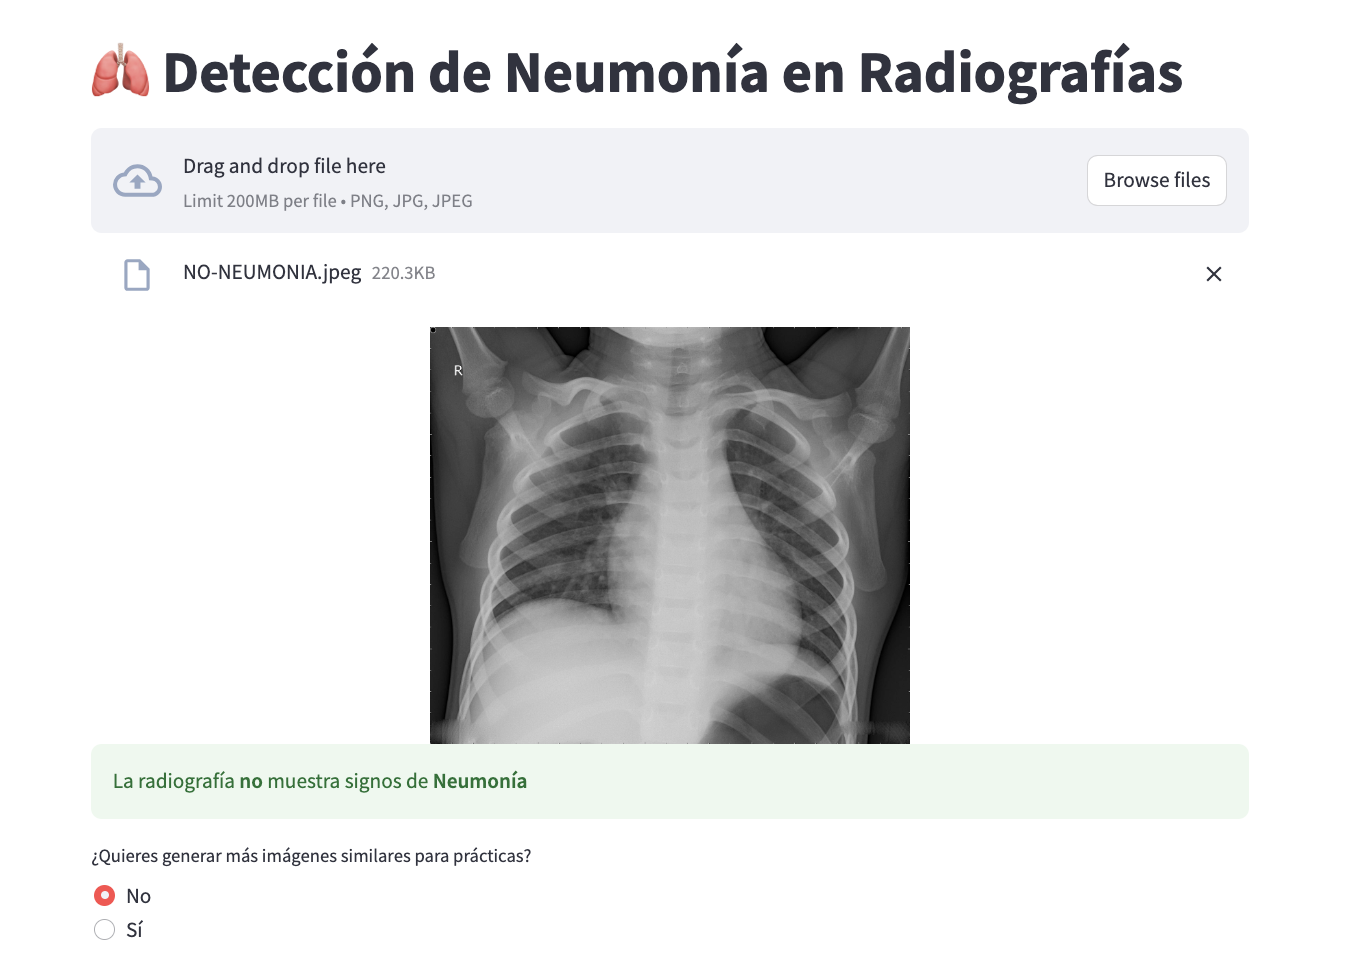 Detección de Neumonía en Radiografías
Drag and drop file here
Limit 200MB per file • PNG, JPG, JPEG
Browse files
NO-NEUMONIA.jpeg 220.3KB
R
La radiografía no muestra signos de Neumonía
¿Quieres generar más imágenes similares para prácticas?
No
Sí